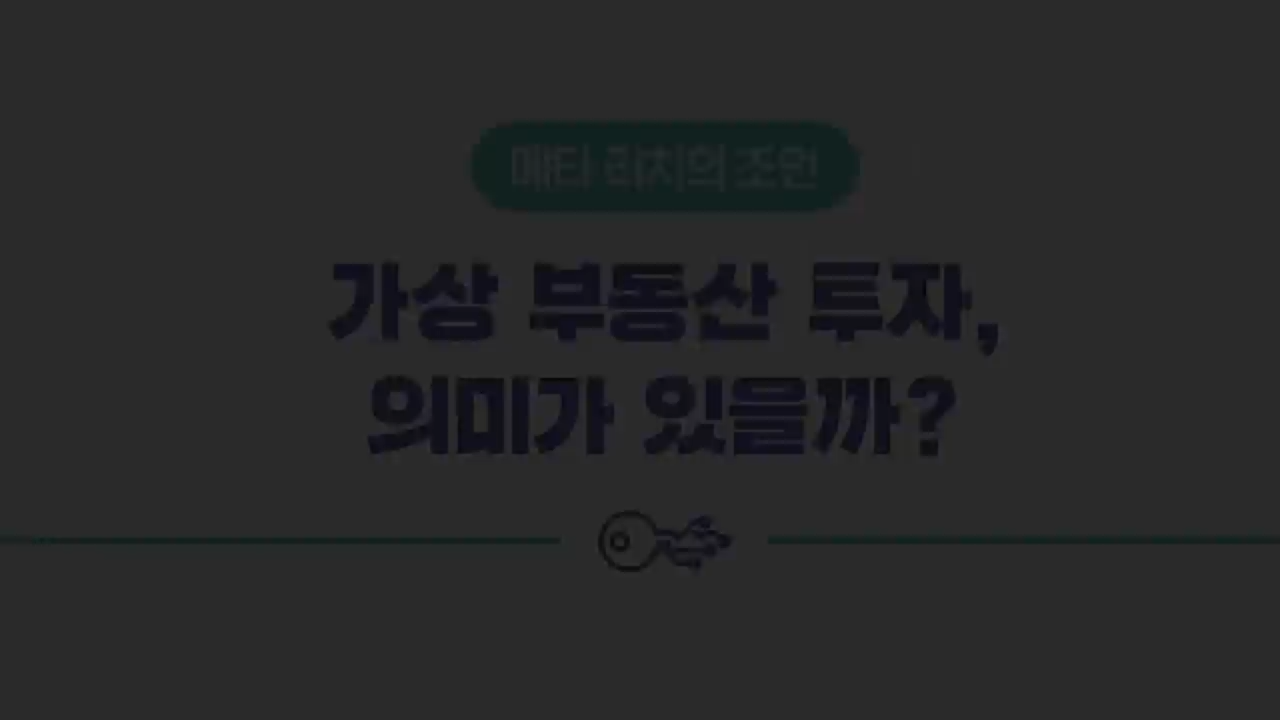 메타 리치의 조언
가상 부동산 투자,
의미가 있을까?